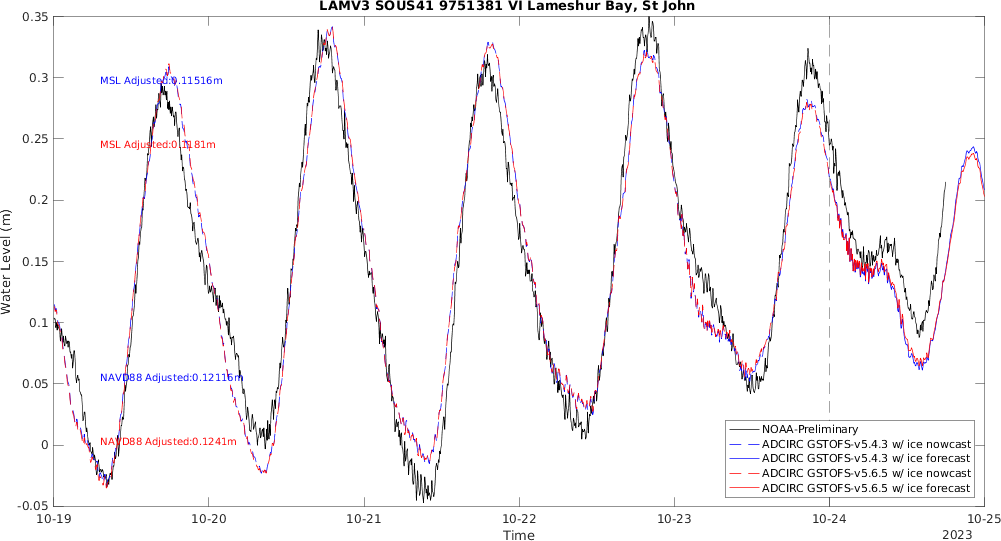 LAMV3 SOUS41 9751381 VI Lameshur Bay, St John
0.35
0.3
0.25
0.2
0.15
0.1
0.05
0
-0.05
Water Level (m)
MSL Adjusted:0.11516m
MSL Adjusted:0.1181m
NAVD88 Adjusted:0.12116m
NAVD88 Adjusted:0.1241m
NOAA-Preliminary
ADCIRC GSTOFS-v5.4.3 w/ ice nowcast
ADCIRC GSTOFS-v5.4.3 w/ ice forecast
ADCIRC GSTOFS-v5.6.5 w/ ice nowcast
ADCIRC GSTOFS-v5.6.5 w/ ice forecast
10-19 10-20 10-21 10-22 10-23 10-24 10-25
Time
2023